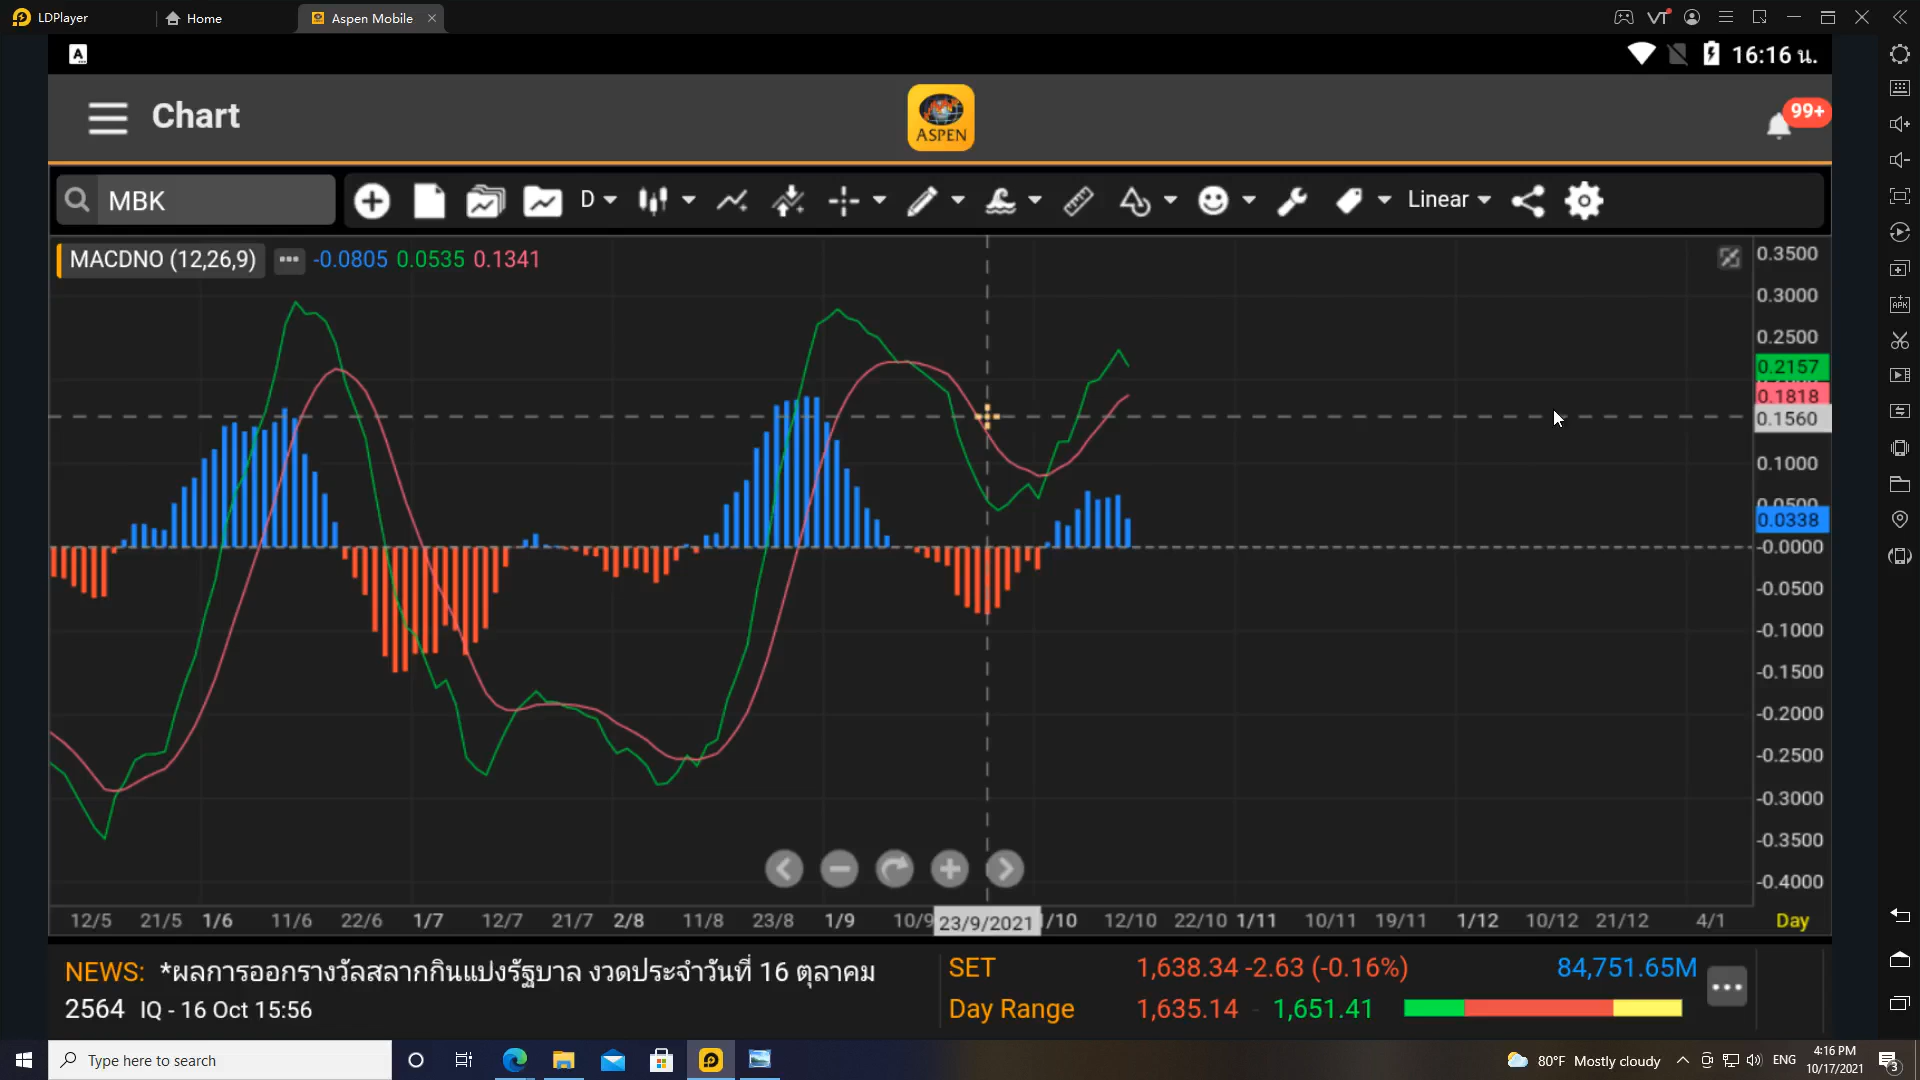 LDPlayer Home Aspen Mobile
A 16:16 น.
Chart ASPEN 99+
MBK D Linear
MACDNO (12,26,9) -0.0805 0.0535 0.1341
0.3500
0.3000
0.2500
0.2157
0.1818
0.1560
0.1000
0.0500
0.0338
-0.0000
-0.0500
-0.1000
-0.1500
-0.2000
-0.2500
-0.3000
-0.3500
-0.4000
12/5 21/5 1/6 11/6 22/6 1/7 12/7 21/7 2/8 11/8 23/8 1/9 10/9 23/9/2021 /10 12/10 22/10 1/11 10/11 19/11 1/12 10/12 21/12 4/1 Day
NEWS: *ผลการออกรางวัลสลากกินแบ่งรัฐบาล งวดประจำวันที่ 16 ตุลาคม
2564 IQ - 16 Oct 15:56
SET 1,638.34 -2.63 (-0.16%) 84,751.65M
Day Range 1,635.14 - 1,651.41
Type here to search
80°F Mostly cloudy ENG
4:16 PM
10/17/2021
3
APK